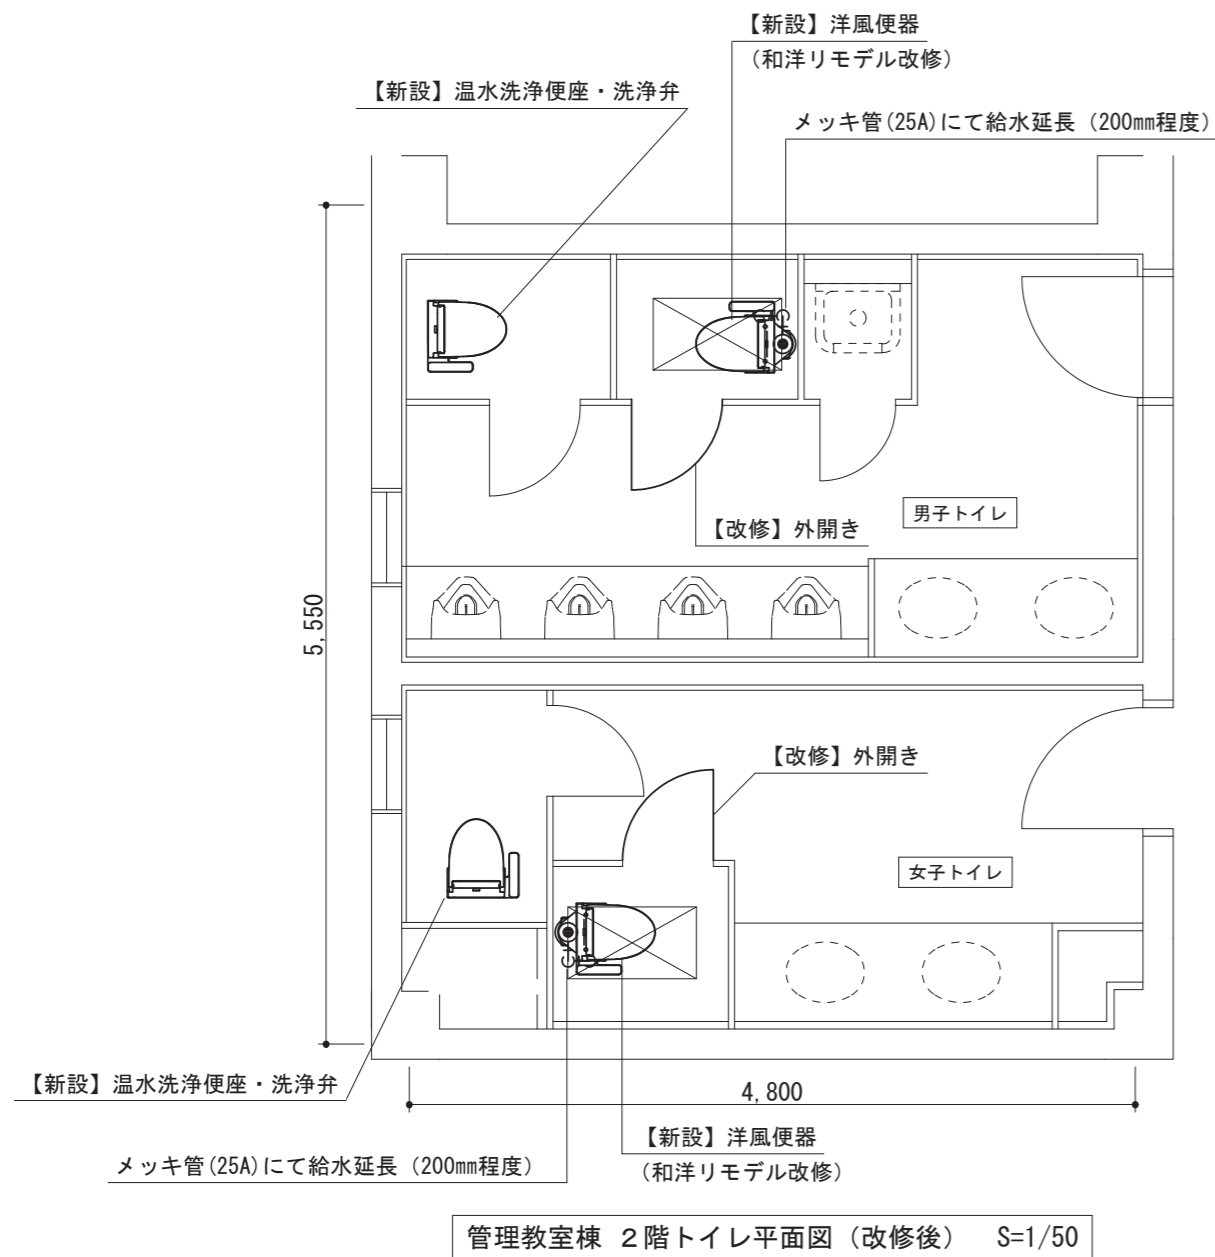 【新設】洋風便器
（和洋リモデル改修）
【新設】温水洗浄便座・洗浄弁
メッキ管(25A)にて給水延長（200㎜程度）
男子トイレ
【改修】外開き
5,550
【改修】外開き
女子トイレ
【新設】温水洗浄便座・洗浄弁
4,800
【新設】洋風便器
（和洋リモデル改修）
メッキ管(25A)にて給水延長（200㎜程度）
管理教室棟 ２階トイレ平面図（改修後） S=1/50